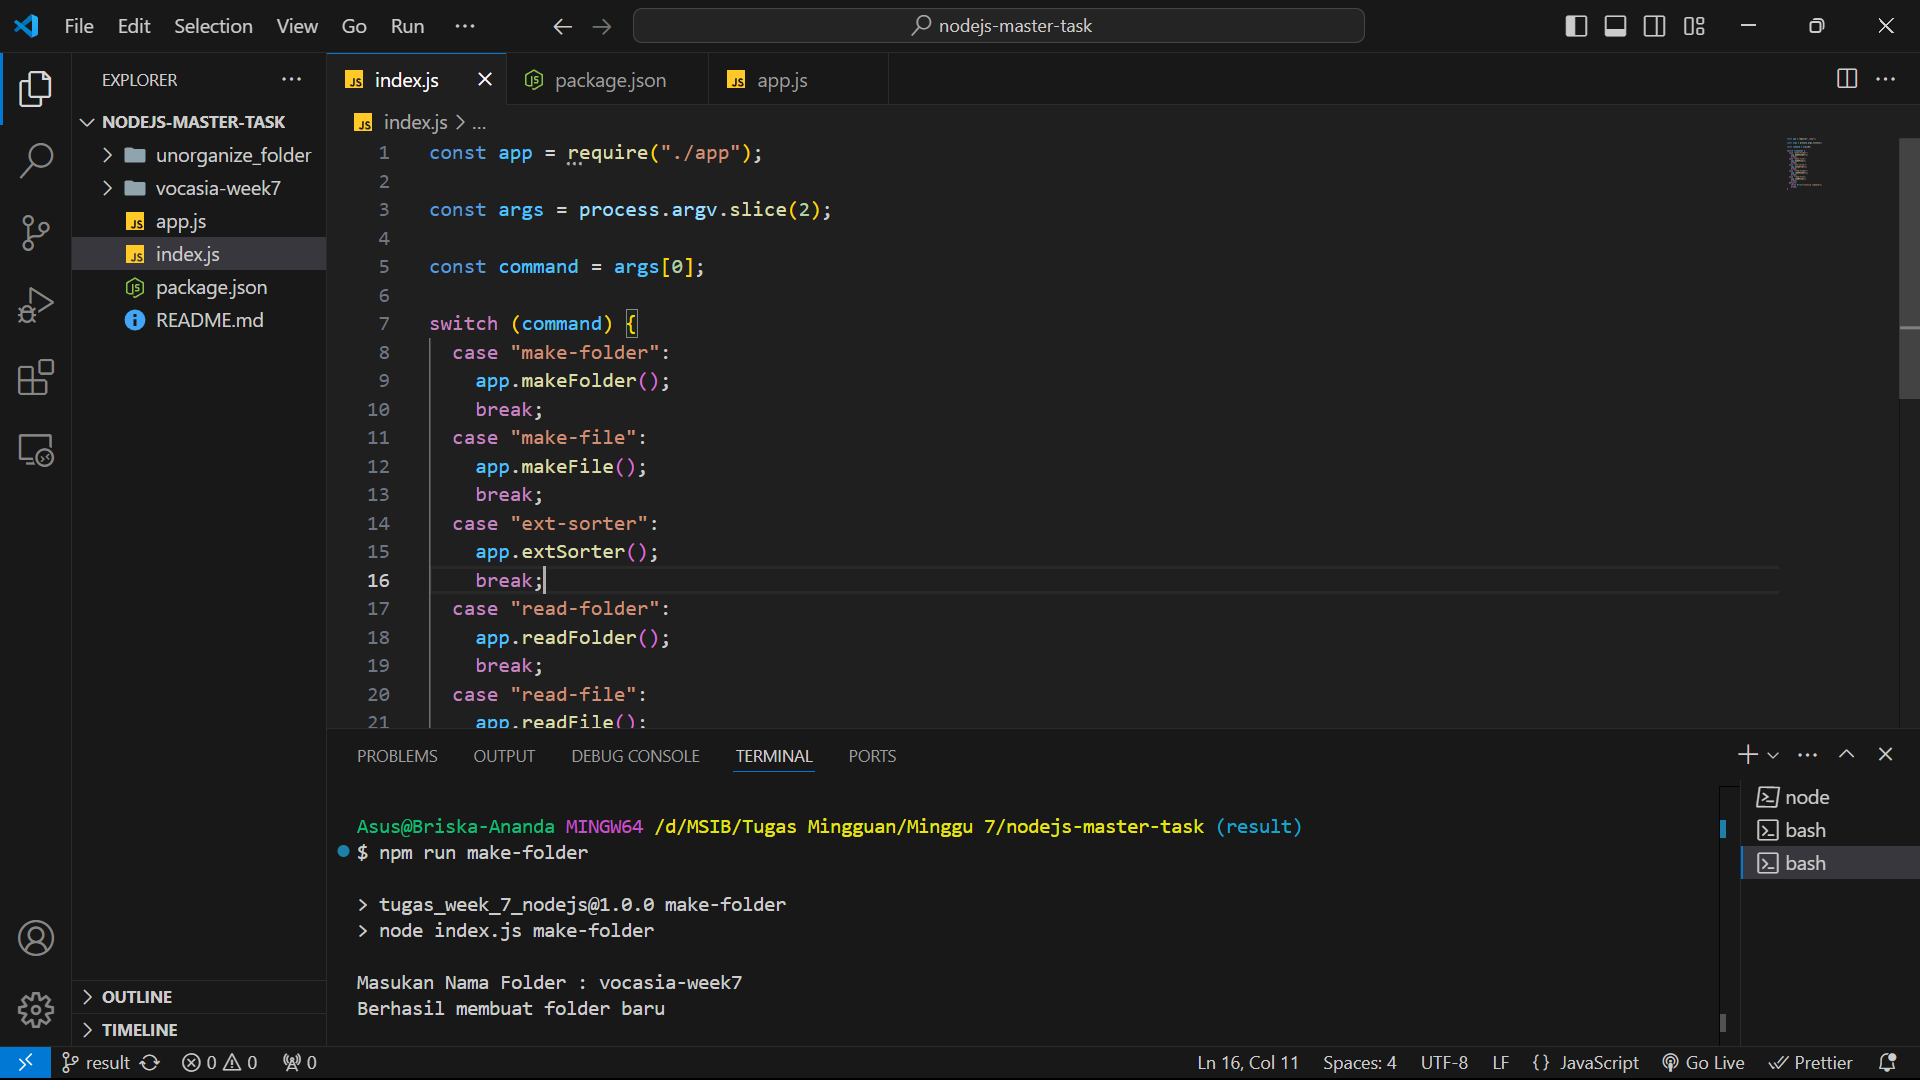 File Edit Selection View Go Run ... nodejs-master-task
EXPLORER ...
NODEJS-MASTER-TASK
unorganize_folder
vocasia-week7
JS app.js
JS index.js
package.json
README.md
OUTLINE
TIMELINE
JS index.js package.json JS app.js
JS index.js > ...
1 const app = require("./app");
2
3 const args = process.argv.slice(2);
4
5 const command = args[0];
6
7 switch (command) {
8 case "make-folder":
9 app.makeFolder();
10 break;
11 case "make-file":
12 app.makeFile();
13 break;
14 case "ext-sorter":
15 app.extSorter();
16 break;
17 case "read-folder":
18 app.readFolder();
19 break;
20 case "read-file":
21 app.readFile();
PROBLEMS OUTPUT DEBUG CONSOLE TERMINAL PORTS
Asus@Briska-Ananda MINGW64 /d/MSIB/Tugas Mingguan/Minggu 7/nodejs-master-task (result)
$ npm run make-folder
> tugas_week_7_nodejs@1.0.0 make-folder
> node index.js make-folder
Masukan Nama Folder : vocasia-week7
Berhasil membuat folder baru
node
bash
bash
result 0 0 0 Ln 16, Col 11 Spaces: 4 UTF-8 LF {} JavaScript Go Live Prettier